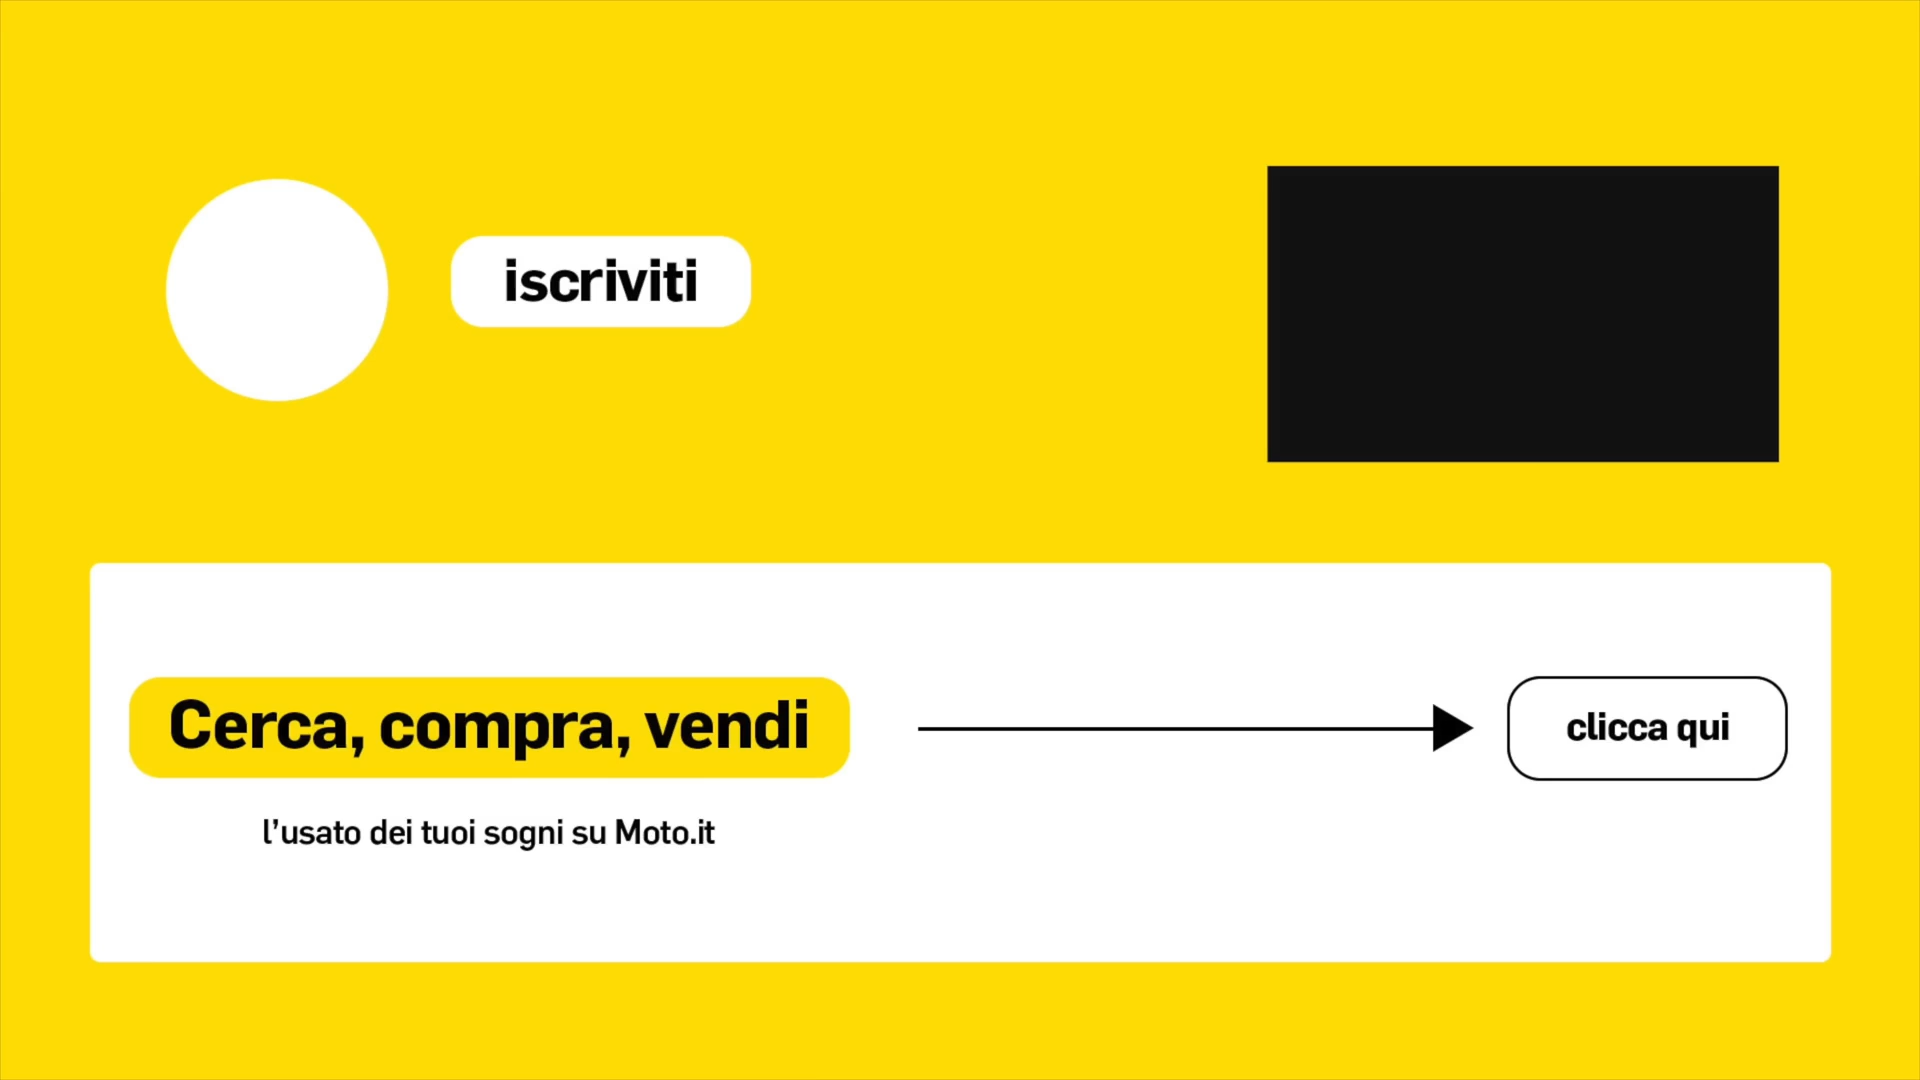 iscriviti
Cerca, compra, vendi
clicca qui
l’usato dei tuoi sogni su Moto.it